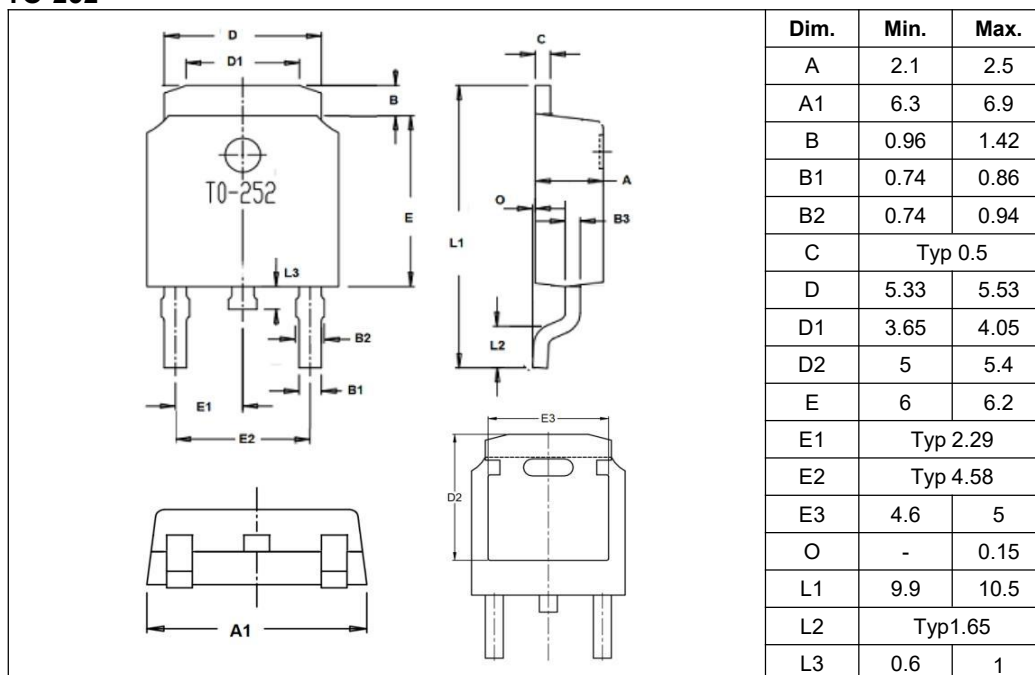 D
D1
B
TO-252
E
L3
B2
B1
E1
E2
A1
C
O
A
B3
L1
L2
E3
D2
Dim. Min. Max.
A 2.1 2.5
A1 6.3 6.9
B 0.96 1.42
B1 0.74 0.86
B2 0.74 0.94
C Typ 0.5
D 5.33 5.53
D1 3.65 4.05
D2 5 5.4
E 6 6.2
E1 Typ 2.29
E2 Typ 4.58
E3 4.6 5
O - 0.15
L1 9.9 10.5
L2 Typ1.65
L3 0.6 1